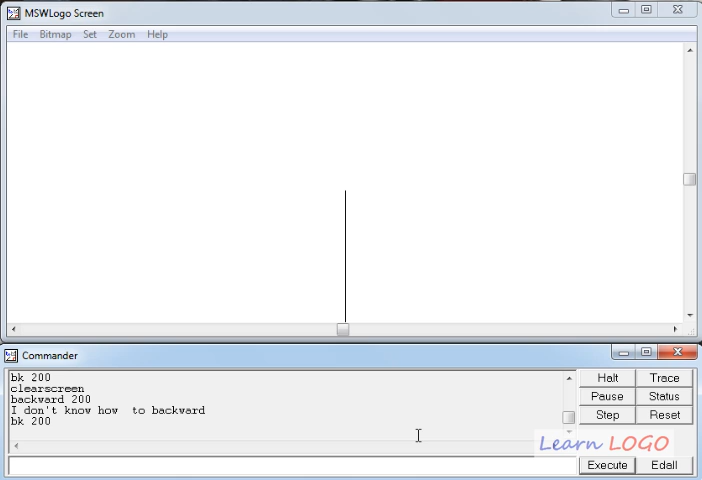 MSWLogo Screen
File Bitmap Set Zoom Help
Commander
bk 200
clearscreen
backward 200
I don't know how  to backward
bk 200
Halt Trace
Pause Status
Step Reset
Learn LOGO
Execute Edall